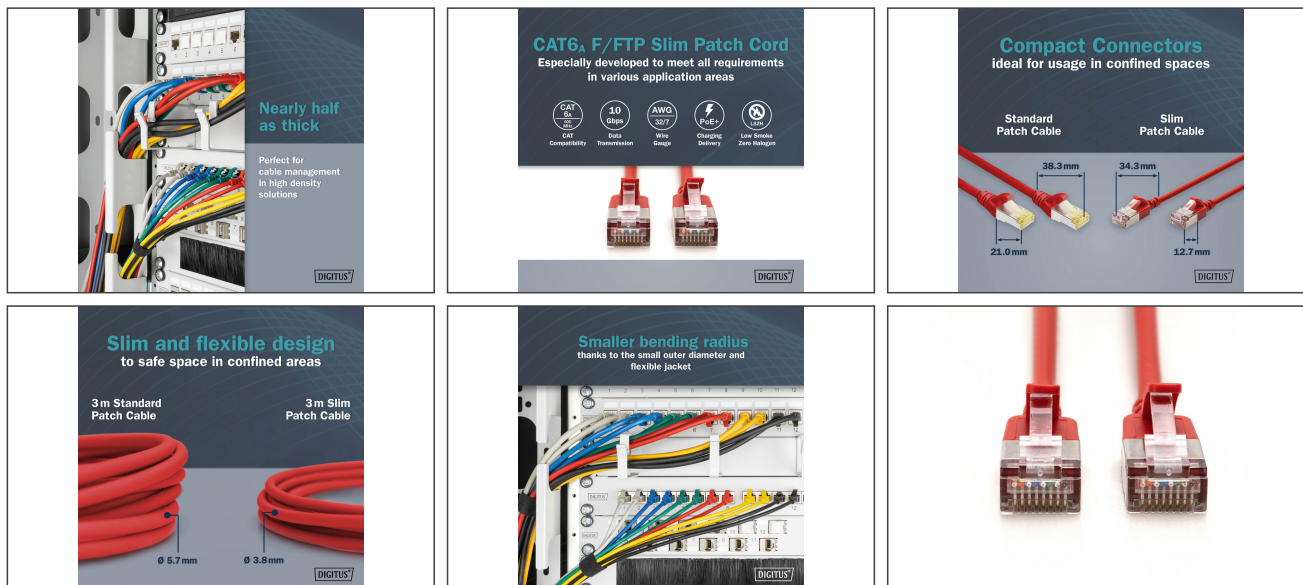 Nearly half
as thick
Perfect for
cable management
in high density
solutions
DIGITUS®
CAT6A F/FTP Slim Patch Cord
Especially developed to meet all requirements
in various application areas
CAT
6A
500
MHz
CAT
Compatibility
10
Gbps
Data
Transmission
AWG
32/7
Wire
Gauge
PoE+
Charging
Delivery
LSZH
Low Smoke
Zero Halogen
DIGITUS®
Compact Connectors
ideal for usage in confined spaces
Standard
Patch Cable
Slim
Patch Cable
38.3 mm
34.3 mm
21.0 mm
12.7 mm
DIGITUS®
Slim and flexible design
to safe space in confined areas
3 m Standard
Patch Cable
3 m Slim
Patch Cable
Ø 5.7 mm
Ø 3.8 mm
DIGITUS®
Smaller bending radius
thanks to the small outer diameter and
flexible jacket
DIGITUS®